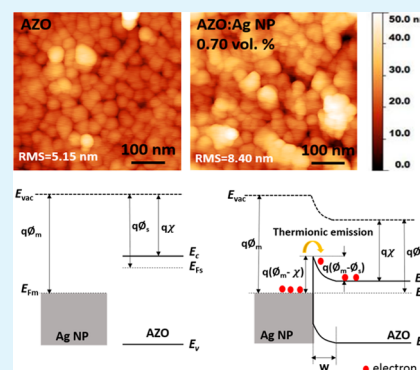 AZO
RMS=5.15 nm
100 nm
AZO:Ag NP
0.70 vol. %
RMS=8.40 nm
100 nm
50.0 n
40.0
30.0
20.0
10.0
0.0
Evac
qØm
qØs
qχ
Ec
EFs
EFm
Ag NP
AZO
Ev
Evac
qØm
Thermionic emission
q(Øm- χ)
q(Øm-Øs)
qχ
qØ
E
E
EFm
Ag NP
AZO
E
W
electron